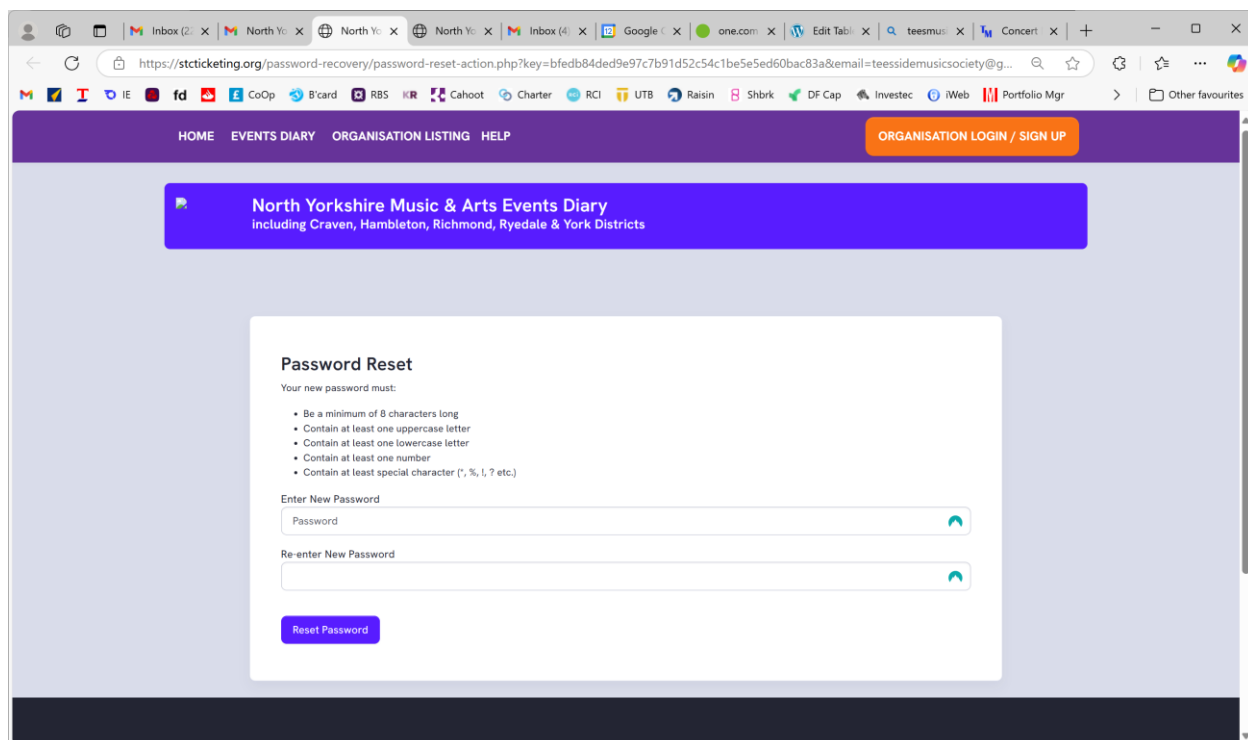 Inbox (2
North Yo
North Yo
North Yo
Inbox (4)
Google C
one.com
Edit Tabl
teesmusi
Concert
https://stcticketing.org/password-recovery/password-reset-action.php?key=bfedb84ded9e97c7b91d52c54c1be5e5ed60bac83a&email=teessidemusicsociety@g...
IE
fd
CoOp
B'card
RBS
KR
Cahoot
Charter
RCI
UTB
Raisin
Shbrk
DF Cap
Investec
iWeb
Portfolio Mgr
Other favourites
HOME EVENTS DIARY ORGANISATION LISTING HELP
ORGANISATION LOGIN / SIGN UP
North Yorkshire Music & Arts Events Diary
including Craven, Hambleton, Richmond, Ryedale & York Districts
Password Reset
Your new password must:
• Be a minimum of 8 characters long
• Contain at least one uppercase letter
• Contain at least one lowercase letter
• Contain at least one number
• Contain at least special character (*, %, !, ? etc.)
Enter New Password
Password
Re-enter New Password
Reset Password